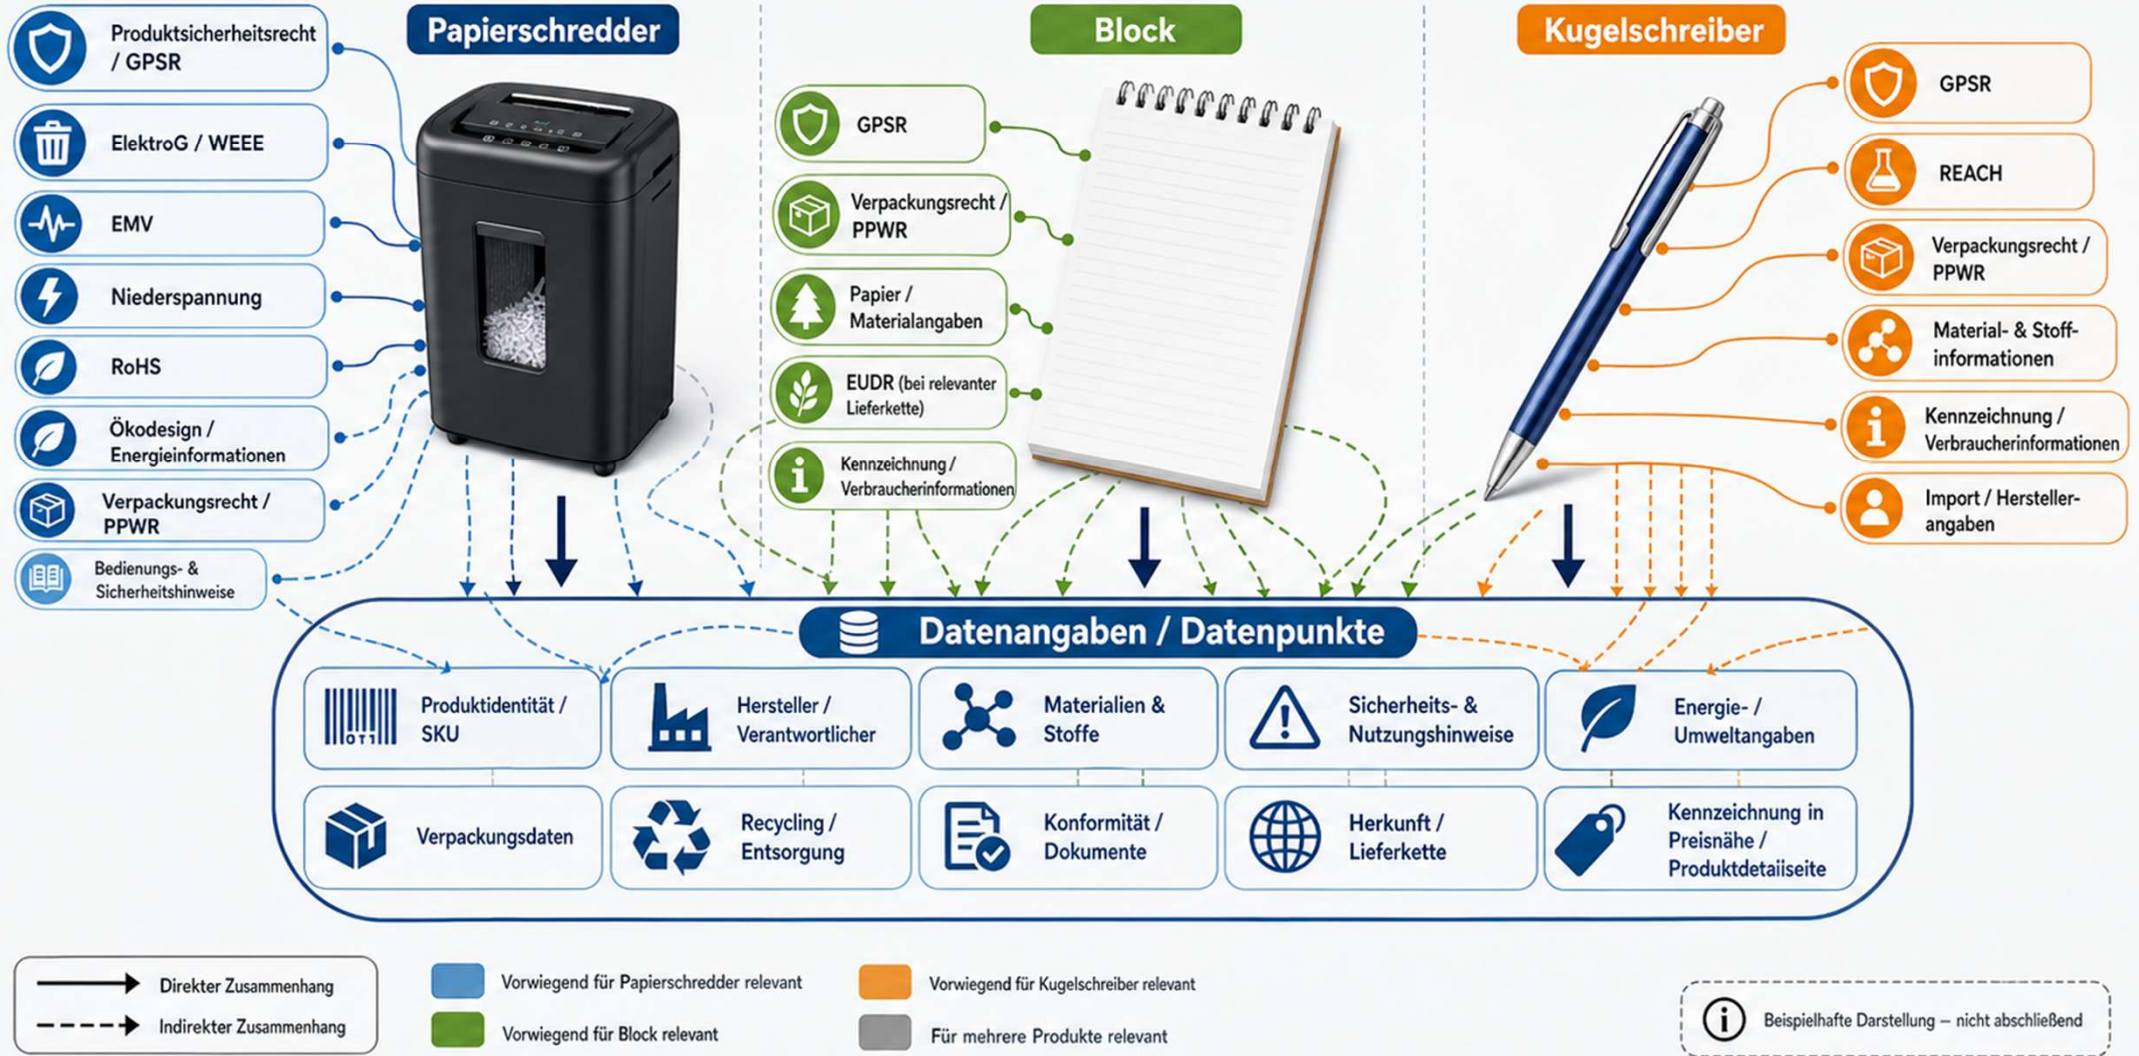 Papierschredder
Block
Kugelschreiber
Produktsicherheitsrecht
/ GPSR
ElektroG / WEEE
EMV
Niederspannung
RoHS
Ökodesign /
Energieinformationen
Verpackungsrecht /
PPWR
Bedienungs- &
Sicherheitshinweise
GPSR
Verpackungsrecht /
PPWR
Papier /
Materialangaben
EUDR (bei relevanter
Lieferkette)
Kennzeichnung /
Verbraucherinformationen
GPSR
REACH
Verpackungsrecht /
PPWR
Material- & Stoff-
informationen
Kennzeichnung /
Verbraucherinformationen
Import / Hersteller-
angaben
Datenangaben / Datenpunkte
Produktidentität /
SKU
Hersteller /
Verantwortlicher
Materialien &
Stoffe
Sicherheits- &
Nutzungshinweise
Energie- /
Umweltangaben
Verpackungsdaten
Recycling /
Entsorgung
Konformität /
Dokumente
Herkunft /
Lieferkette
Kennzeichnung in
Preisnähe /
Produktdetailseite
Direkter Zusammenhang
Indirekter Zusammenhang
Vorwiegend für Papierschredder relevant
Vorwiegend für Block relevant
Vorwiegend für Kugelschreiber relevant
Für mehrere Produkte relevant
Beispielhafte Darstellung – nicht abschließend